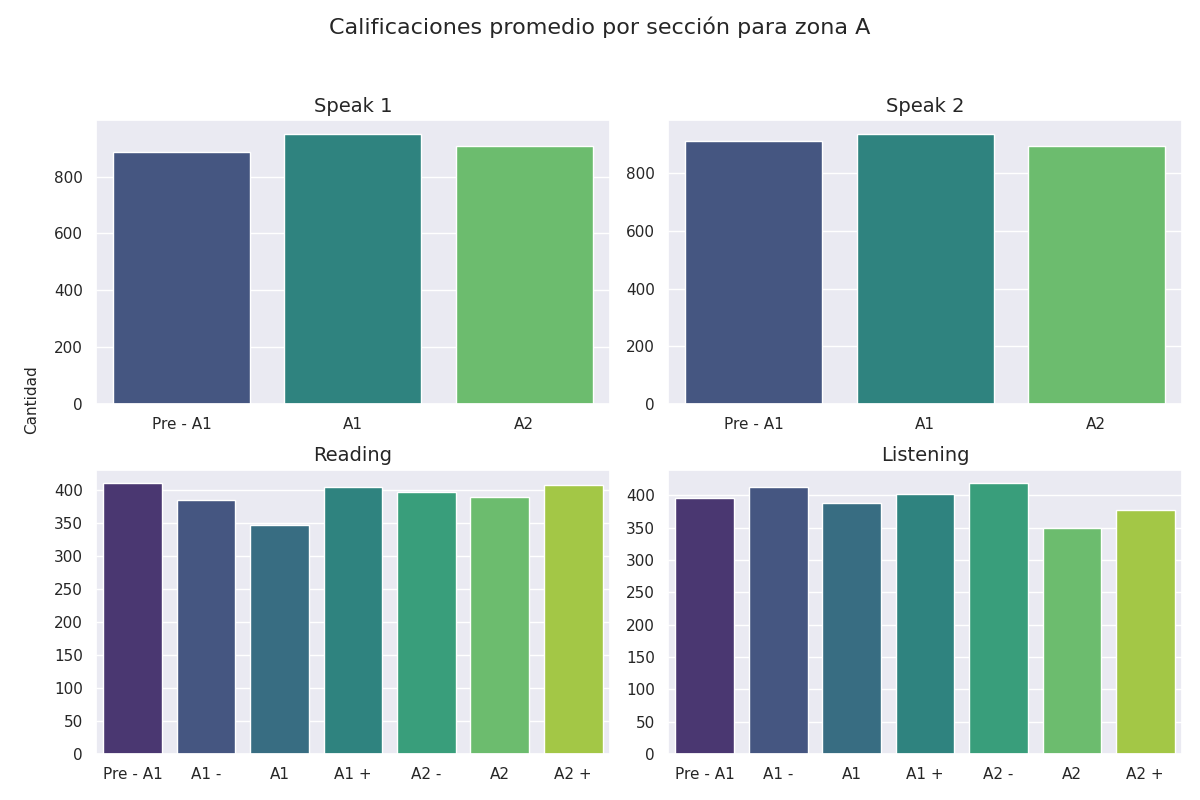 Calificaciones promedio por sección para zona A
Cantidad
Speak 1
800
600
400
200
0
Pre - A1 A1 A2
Speak 2
800
600
400
200
0
Pre - A1 A1 A2
Reading
400
350
300
250
200
150
100
50
0
Pre - A1 A1 - A1 A1 + A2 - A2 A2 +
Listening
400
350
300
250
200
150
100
50
0
Pre - A1 A1 - A1 A1 + A2 - A2 A2 +